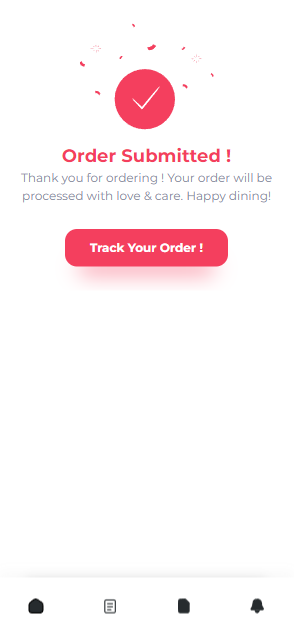 Order Submitted !
Thank you for ordering ! Your order will be
processed with love & care. Happy dining!
Track Your Order !